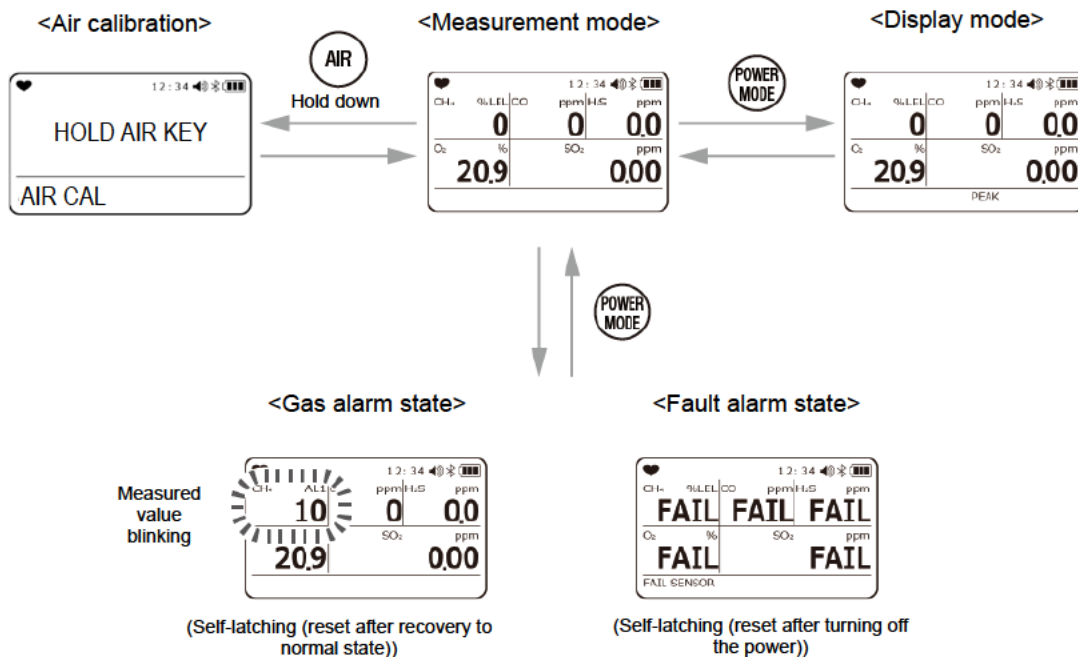 <Air calibration>
<Measurement mode>
<Display mode>
AIR
Hold down
POWER
MODE
12:34
HOLD AIR KEY
AIR CAL
12:34
CH₄ %LEL CO ppm H₂S ppm
0 0 0.0
O₂ % SO₂ ppm
20.9 0.00
12:34
CH₄ %LEL CO ppm H₂S ppm
0 0 0.0
O₂ % SO₂ ppm
20.9 0.00
PEAK
POWER
MODE
<Gas alarm state>
<Fault alarm state>
Measured
value
blinking
12:34
CH₄ AL1 ppm H₂S ppm
10 0 0.0
SO₂ ppm
20.9 0.00
12:34
CH₄ %LEL CO ppm H₂S ppm
FAIL FAIL FAIL
O₂ % SO₂ ppm
FAIL FAIL
FAIL SENSOR
(Self-latching (reset after recovery to
normal state))
(Self-latching (reset after turning off
the power))